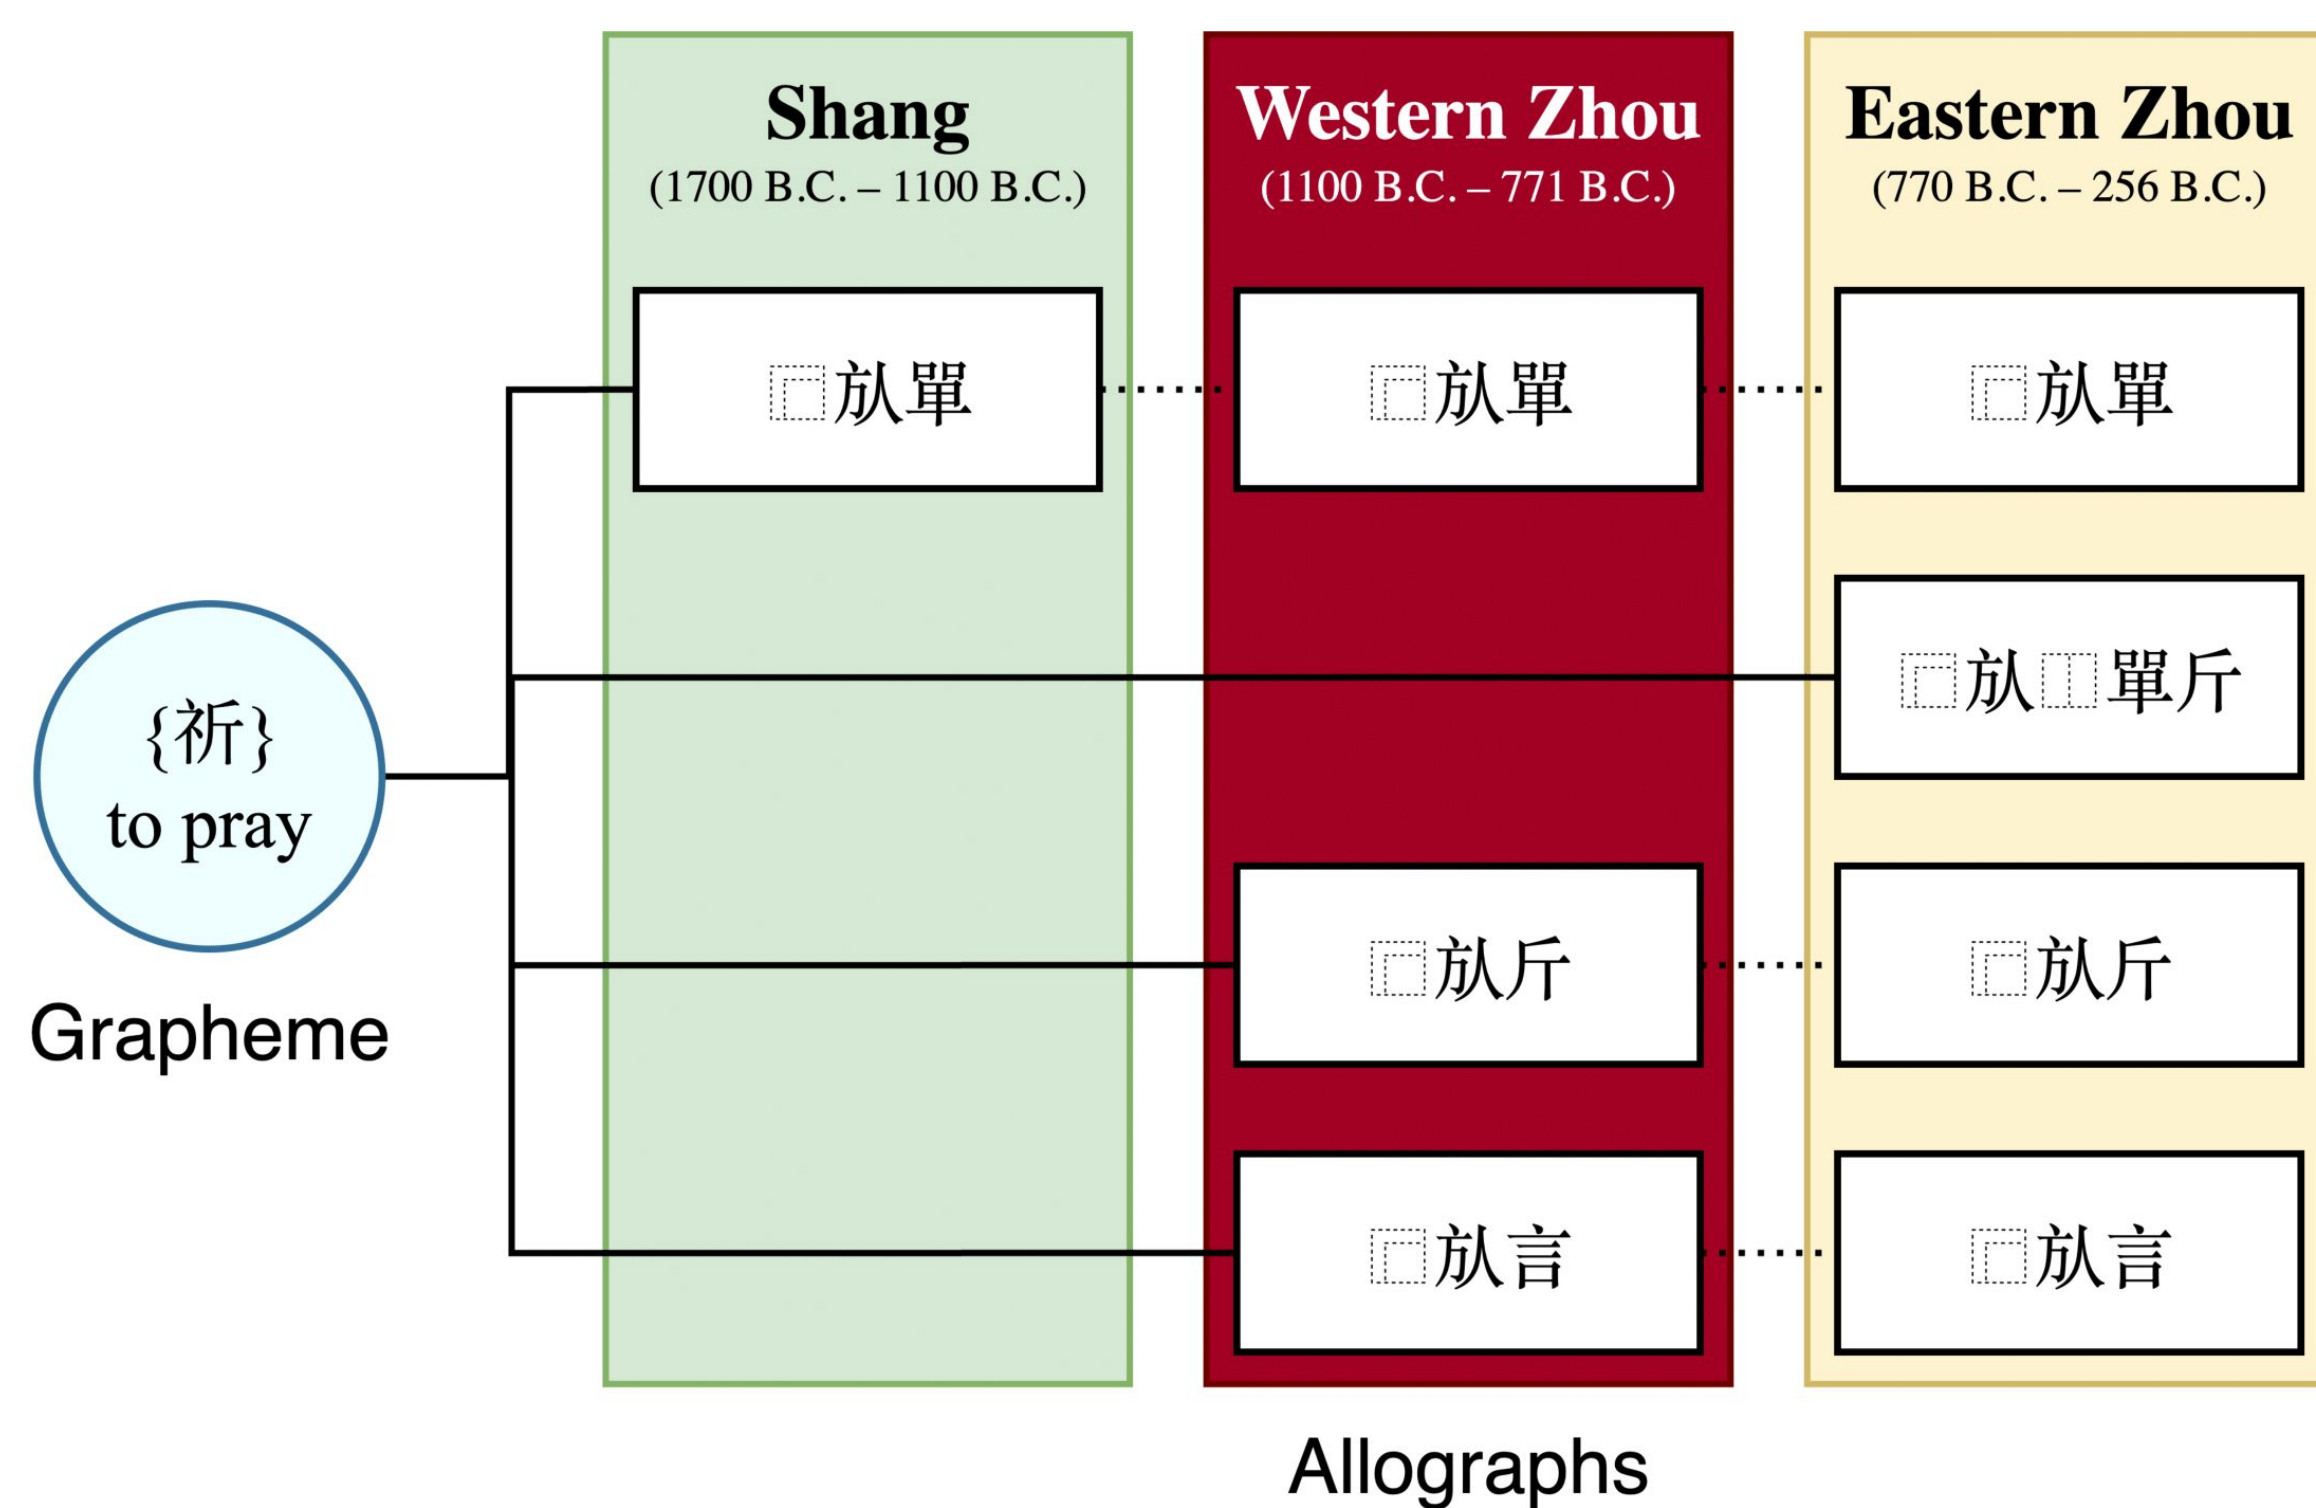 Shang
(1700 B.C. – 1100 B.C.)
Western Zhou
(1100 B.C. – 771 B.C.)
Eastern Zhou
(770 B.C. – 256 B.C.)
⿸㫃單
⿸㫃單
⿸㫃單
⿸㫃⿰單斤
{祈}
to pray
Grapheme
⿸㫃斤
⿸㫃斤
⿸㫃言
⿸㫃言
Allographs